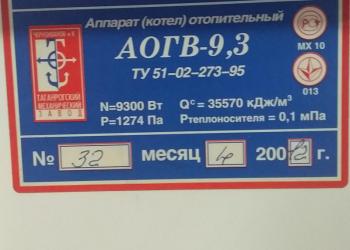 Аппарат (котел) отопительный
АОГВ-9,3
ТУ 51-02-273-95
МХ 10
013
ТАГАНРОГСКИЙ
МЕХАНИЧЕСКИЙ
ЗАВОД
N=9300 Вт Qᶜ= 35570 кДж/м³
P=1274 Па Pтеплоносителя = 0,1 мПа
№ 32 месяц 4 200 г.